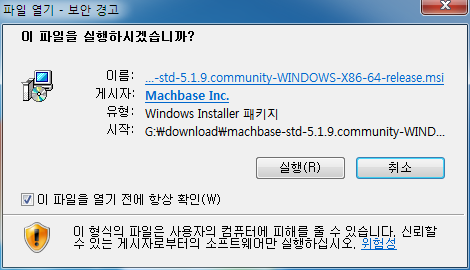 파일 열기 - 보안 경고
이 파일을 실행하시겠습니까?
이름: ...-std-5.1.9.community-WINDOWS-X86-64-release.msi
게시자: Machbase Inc.
유형: Windows Installer 패키지
시작: G:₩download₩machbase-std-5.1.9.community-WIND...
실행(R) 취소
이 파일을 열기 전에 항상 확인(W)
이 형식의 파일은 사용자의 컴퓨터에 피해를 줄 수 있습니다. 신뢰할
수 있는 게시자로부터의 소프트웨어만 실행하십시오. 위험성